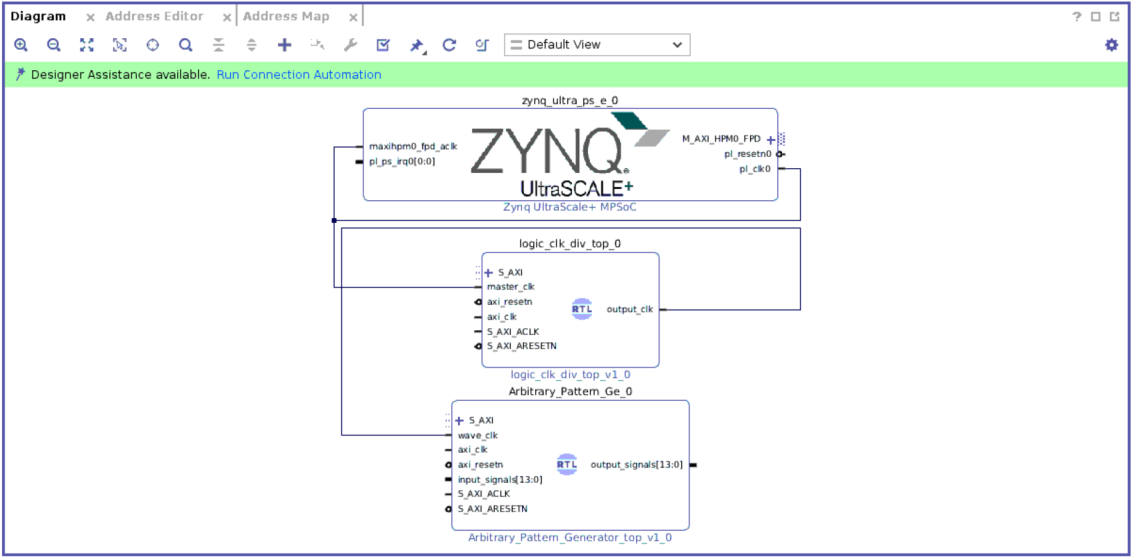 Diagram × Address Editor × Address Map × ?
Default View
Designer Assistance available. Run Connection Automation
zynq_ultra_ps_e_0
maxihpm0_fpd_aclk
pl_ps_irq0[0:0]
ZYNQ
UltraSCALE+
M_AXI_HPM0_FPD
pl_resetn0
pl_clk0
Zynq UltraScale+ MPSoC
logic_clk_div_top_0
S_AXI
master_clk
axi_resetn
axi_clk
S_AXI_ACLK
S_AXI_ARESETN
RTL
output_clk
logic_clk_div_top_v1_0
Arbitrary_Pattern_Ge_0
S_AXI
wave_clk
axi_clk
axi_resetn
input_signals[13:0]
S_AXI_ACLK
S_AXI_ARESETN
RTL
output_signals[13:0]
Arbitrary_Pattern_Generator_top_v1_0